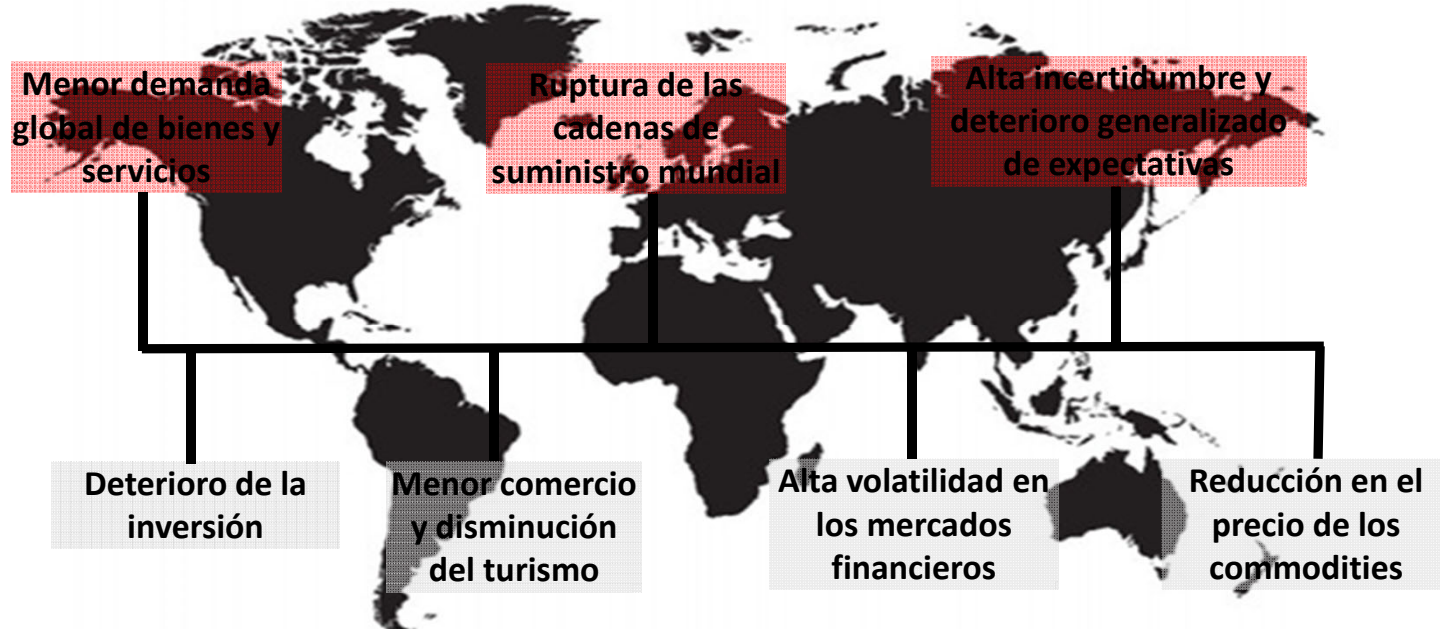 Menor demanda
global de bienes y
servicios
Ruptura de las
cadenas de
suministro mundial
Alta incertidumbre y
deterioro generalizado
de expectativas
Deterioro de la
inversión
Menor comercio
y disminución
del turismo
Alta volatilidad en
los mercados
financieros
Reducción en el
precio de los
commodities